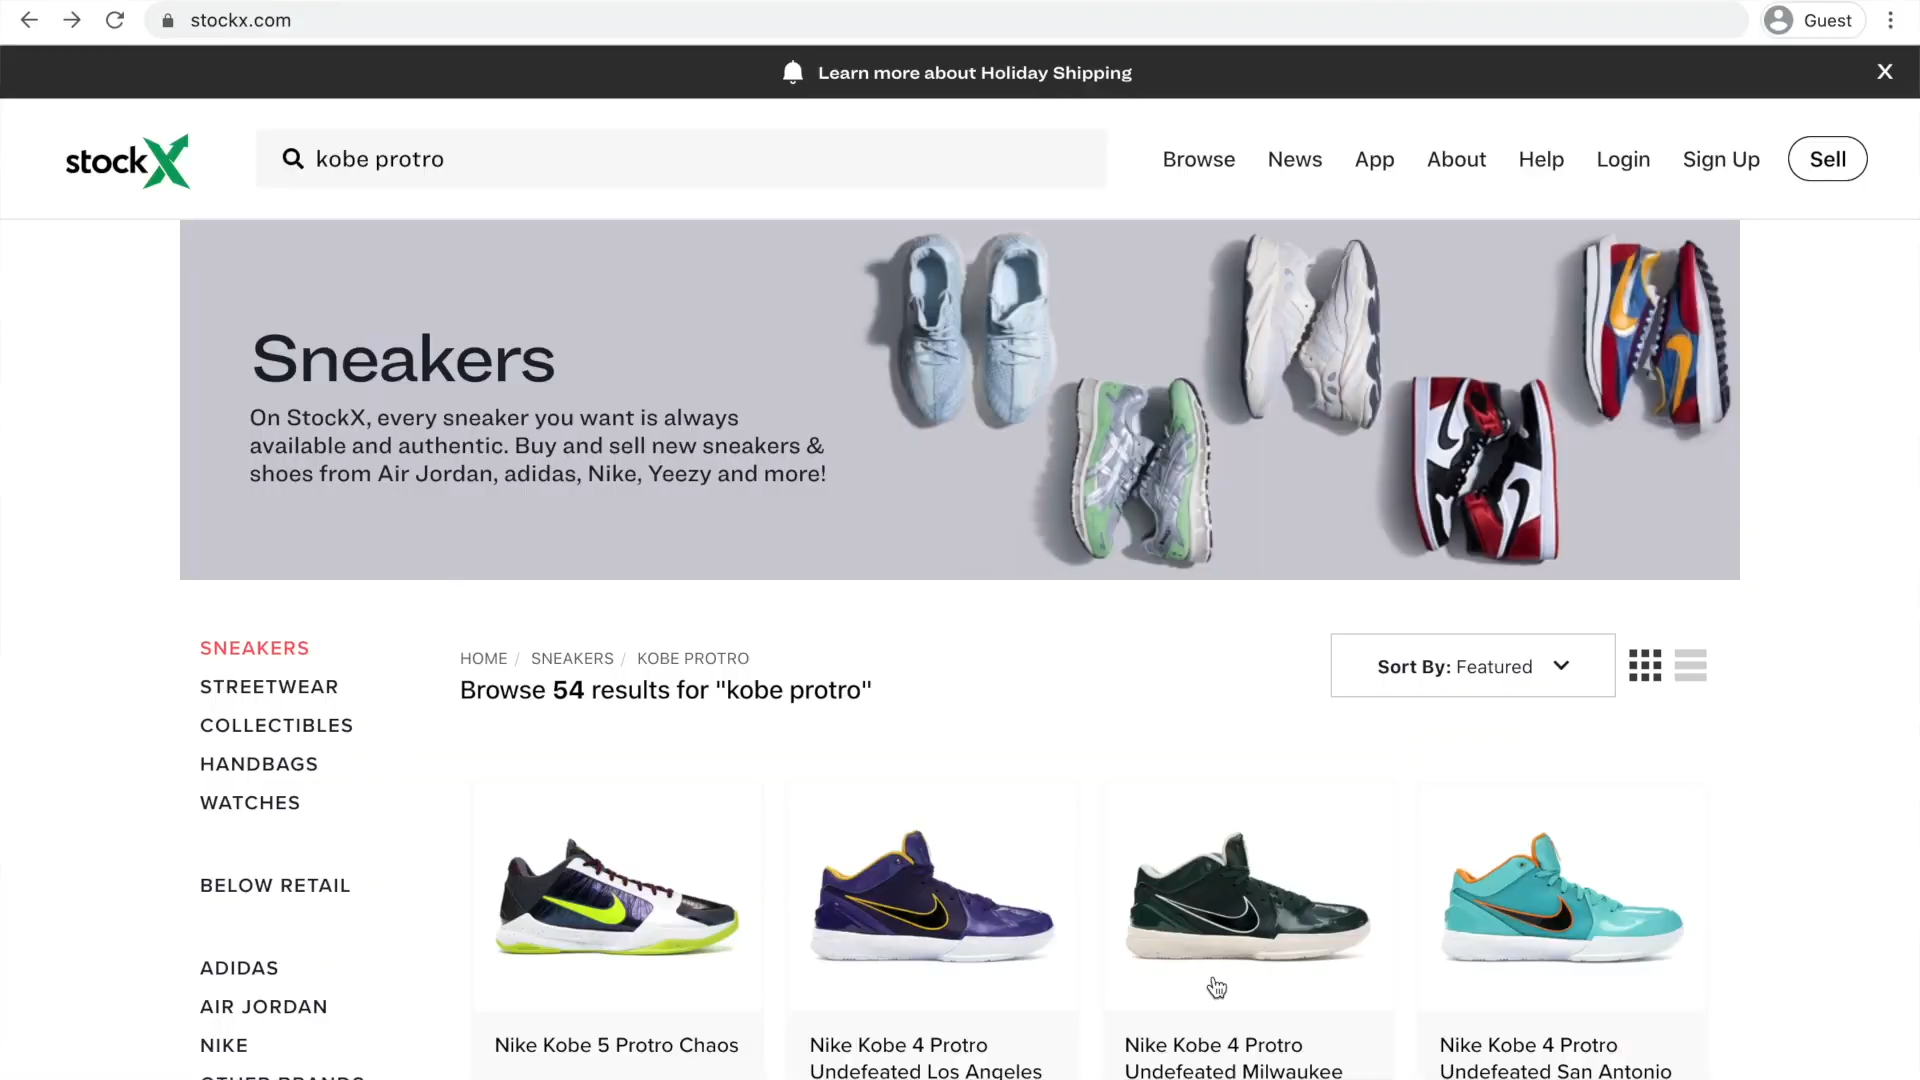 stockx.com
Guest
Learn more about Holiday Shipping
X
stockX
kobe protro
Browse
News
App
About
Help
Login
Sign Up
Sell
Sneakers
On StockX, every sneaker you want is always
available and authentic. Buy and sell new sneakers &
shoes from Air Jordan, adidas, Nike, Yeezy and more!
SNEAKERS
STREETWEAR
COLLECTIBLES
HANDBAGS
WATCHES
BELOW RETAIL
ADIDAS
AIR JORDAN
NIKE
OTHER BRANDS
HOME / SNEAKERS / KOBE PROTRO
Browse 54 results for "kobe protro"
Sort By: Featured
Nike Kobe 5 Protro Chaos
Nike Kobe 4 Protro
Undefeated Los Angeles
Nike Kobe 4 Protro
Undefeated Milwaukee
Nike Kobe 4 Protro
Undefeated San Antonio